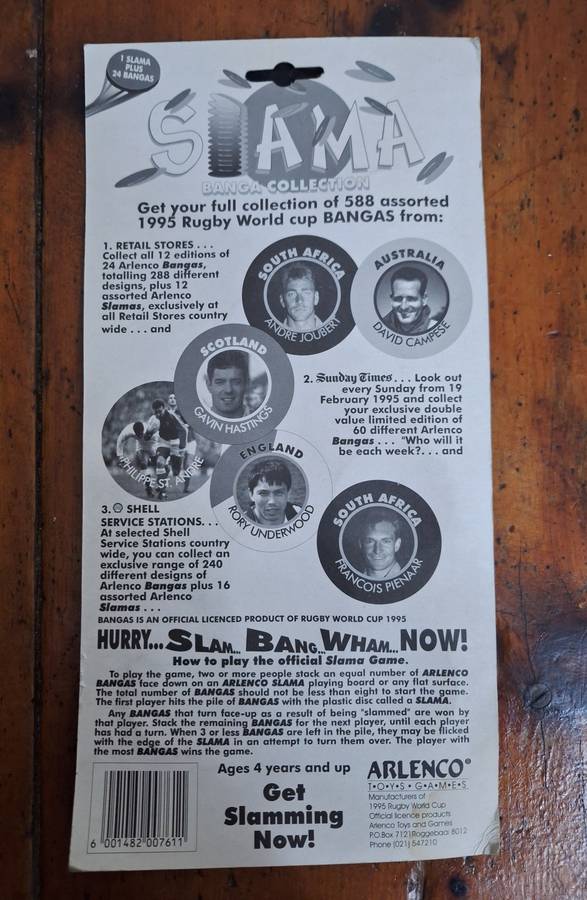 1 SLAMA
PLUS
24 BANGAS
SLAMA
BANGA COLLECTION
Get your full collection of 588 assorted
1995 Rugby World cup BANGAS from:
1. RETAIL STORES . . .
Collect all 12 editions of
24 Arlenco Bangas,
totalling 288 different
designs, plus 12
assorted Arlenco
Slamas, exclusively at
all Retail Stores country
wide . . . and
SOUTH AFRICA
ANDRE JOUBERT
AUSTRALIA
DAVID CAMPESE
SCOTLAND
GAVIN HASTINGS
PHILIPPE ST. ANDRE
2. Sunday Times . . . Look out
every Sunday from 19
February 1995 and collect
your exclusive double
value limited edition of
60 different Arlenco
Bangas . . . "Who will it
be each week?. . . and
ENGLAND
RORY UNDERWOOD
SOUTH AFRICA
FRANCOIS PIENAAR
3. SHELL
SERVICE STATIONS. . .
At selected Shell
Service Stations country
wide, you can collect an
exclusive range of 240
different designs of
Arlenco Bangas plus 16
assorted Arlenco
Slamas . . .
BANGAS IS AN OFFICIAL LICENCED PRODUCT OF RUGBY WORLD CUP 1995
HURRY...SLAM... BANG...WHAM... NOW!
How to play the official Slama Game.
To play the game, two or more people stack an equal number of ARLENCO
BANGAS face down on an ARLENCO SLAMA playing board or any flat surface.
The total number of BANGAS should not be less than eight to start the game.
The first player hits the pile of BANGAS with the plastic disc called a SLAMA.
Any BANGAS that turn face-up as a result of being "slammed" are won by
that player. Stack the remaining BANGAS for the next player, until each player
has had a turn. When 3 or less BANGAS are left in the pile, they may be flicked
with the edge of the SLAMA in an attempt to turn them over. The player with
the most BANGAS wins the game.
6 001482 007611
Ages 4 years and up
Get
Slamming
Now!
ARLENCO®
T•O•Y•S • G•A•M•E•S
Manufacturers of
1995 Rugby World Cup
Official licence products
Arlenco Toys and Games
P.O.Box 7121 Roggebaai 8012
Phone (021) 547210